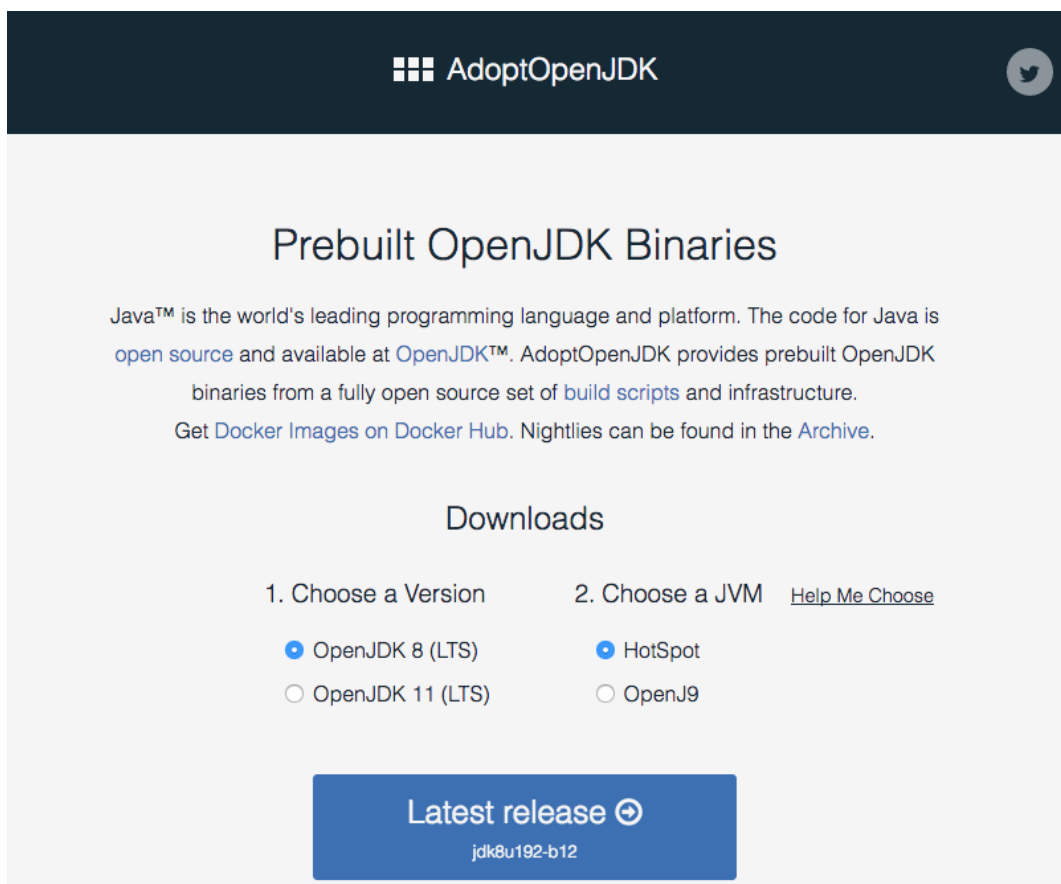 AdoptOpenJDK
Prebuilt OpenJDK Binaries
Java™ is the world's leading programming language and platform. The code for Java is
open source and available at OpenJDK™. AdoptOpenJDK provides prebuilt OpenJDK
binaries from a fully open source set of build scripts and infrastructure.
Get Docker Images on Docker Hub. Nightlies can be found in the Archive.
Downloads
1. Choose a Version 2. Choose a JVM Help Me Choose
OpenJDK 8 (LTS) HotSpot
OpenJDK 11 (LTS) OpenJ9
Latest release
jdk8u192-b12